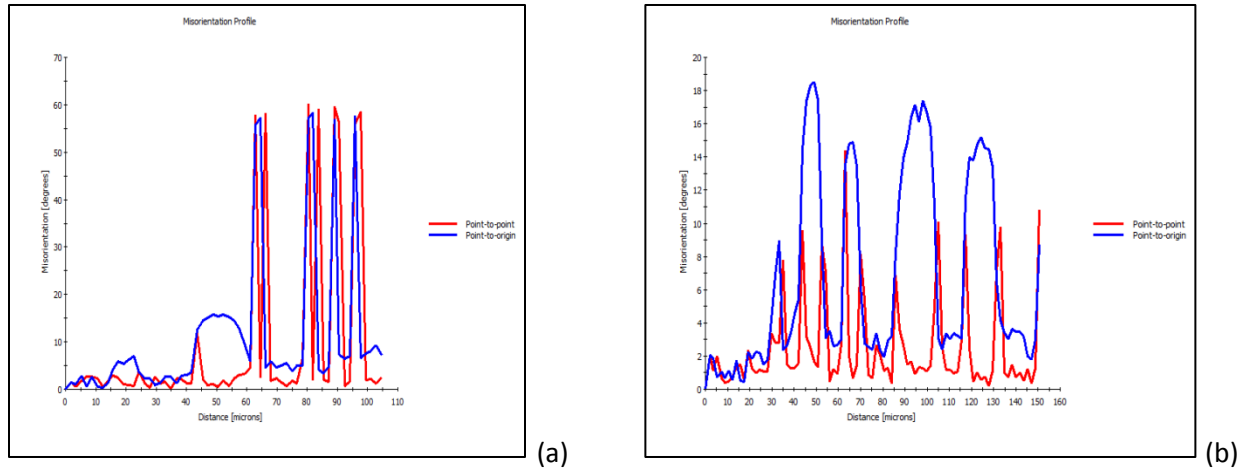 Misorientation Profile
70
60
50
40
30
20
10
0
Misorientation [degrees]
0 10 20 30 40 50 60 70 80 90 100 110
Distance [microns]
Point-to-point
Point-to-origin
(a)
Misorientation Profile
20
18
16
14
12
10
8
6
4
2
0
Misorientation [degrees]
0 10 20 30 40 50 60 70 80 90 100 110 120 130 140 150 160
Distance [microns]
Point-to-point
Point-to-origin
(b)